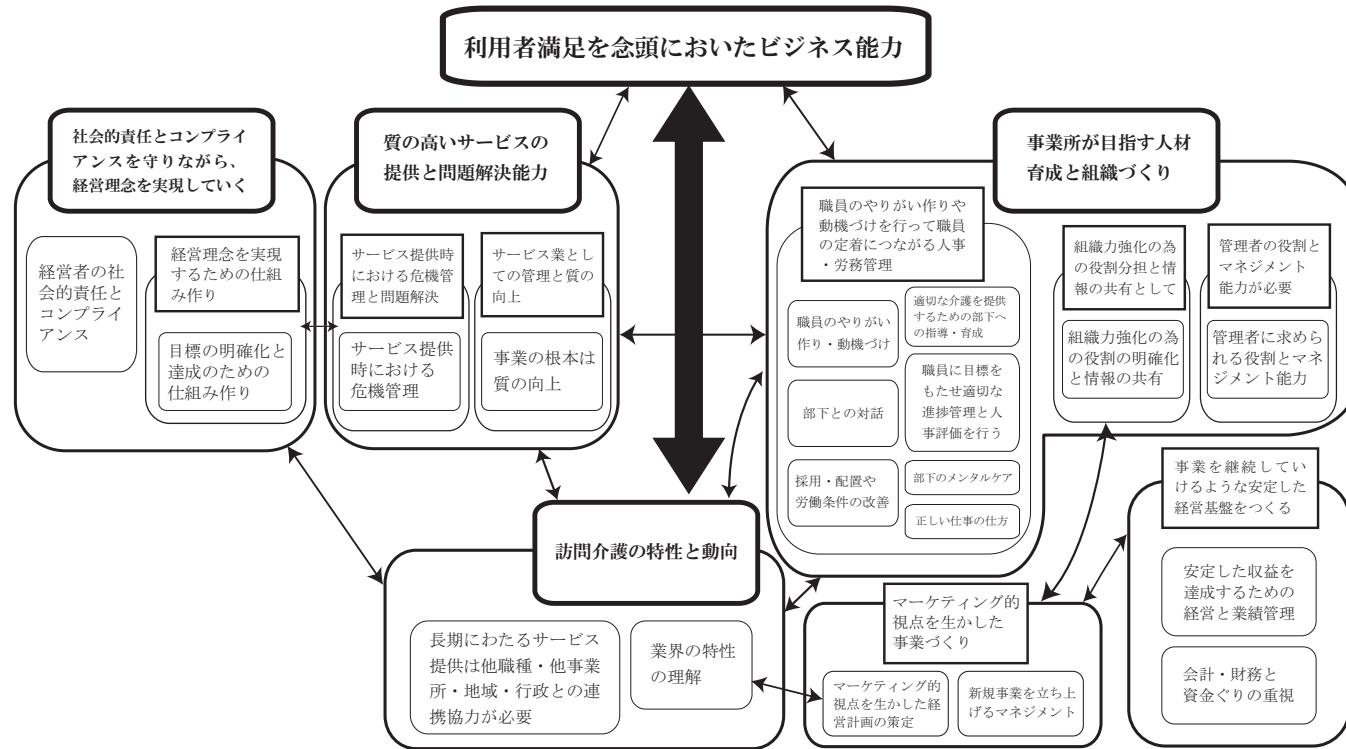 利用者満足を念頭においたビジネス能力
社会的責任とコンプライ
アンスを守りながら、
経営理念を実現していく
経営者の社
会的責任と
コンプライ
アンス
経営理念を実現
するための仕組
み作り
目標の明確化と
達成のための
仕組み作り
質の高いサービスの
提供と問題解決能力
サービス提供時
における危機管
理と問題解決
サービス提供
時における
危機管理
サービス業とし
ての管理と質の
向上
事業の根本は
質の向上
事業所が目指す人材
育成と組織づくり
職員のやりがい作りや
動機づけを行って職員
の定着につながる人事
・労務管理
職員のやりがい
作り・動機づけ
部下との対話
採用・配置や
労働条件の改善
適切な介護を提供
するための部下へ
の指導・育成
職員に目標を
もたせ適切な
進捗管理と人
事評価を行う
部下のメンタルケア
正しい仕事の仕方
組織力強化の為
の役割分担と情
報の共有として
組織力強化の為
の役割の明確化
と情報の共有
管理者の役割と
マネジメント
能力が必要
管理者に求めら
れる役割とマネ
ジメント能力
訪問介護の特性と動向
長期にわたるサービス
提供は他職種・他事業
所・地域・行政との連
携協力が必要
業界の特性
の理解
マーケティング的
視点を生かした
事業づくり
マーケティング的
視点を生かした経
営計画の策定
新規事業を立ち上
げるマネジメント
事業を継続してい
けるような安定した
経営基盤をつくる
安定した収益を
達成するための
経営と業績管理
会計・財務と
資金ぐりの重視